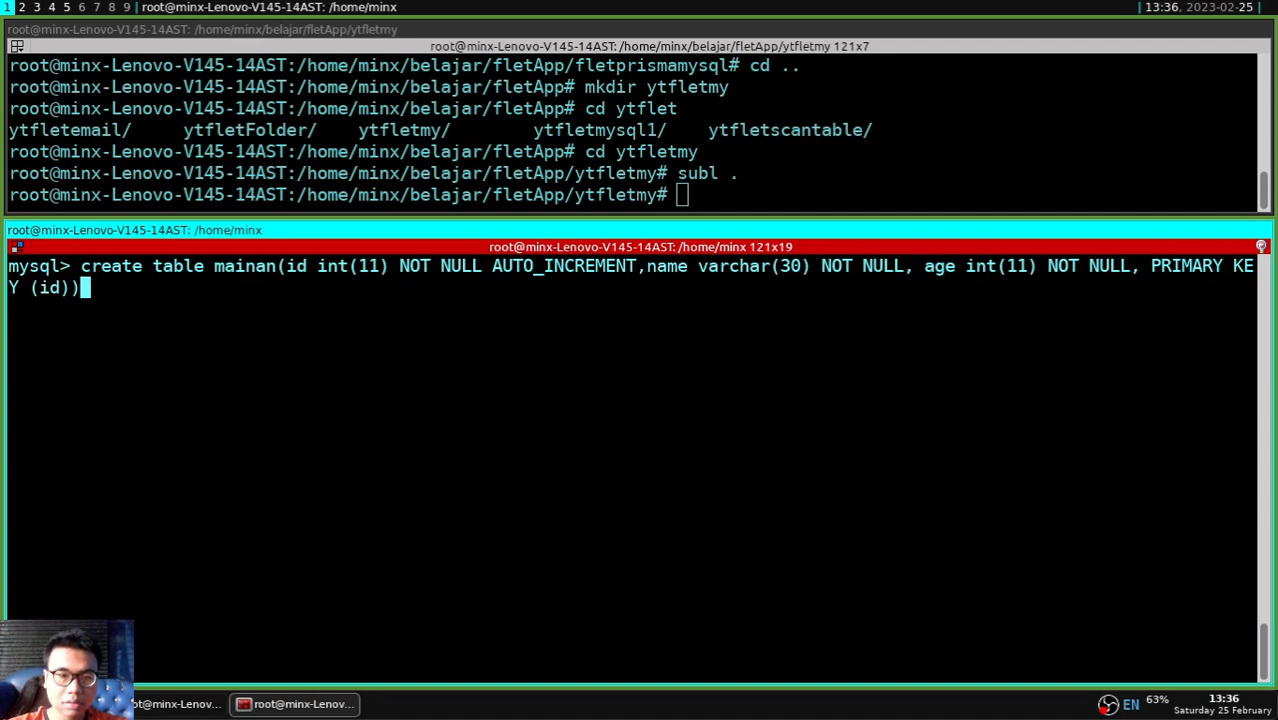 1 2 3 4 5 6 7 8 9 root@minx-Lenovo-V145-14AST: /home/minx 13:36, 2023-02-25
root@minx-Lenovo-V145-14AST: /home/minx/belajar/fletApp/ytfletmy
root@minx-Lenovo-V145-14AST: /home/minx/belajar/fletApp/ytfletmy 121x7
root@minx-Lenovo-V145-14AST:/home/minx/belajar/fletApp/fletprismamysql# cd ..
root@minx-Lenovo-V145-14AST:/home/minx/belajar/fletApp# mkdir ytfletmy
root@minx-Lenovo-V145-14AST:/home/minx/belajar/fletApp# cd ytflet
ytfletemail/ ytfletFolder/ ytfletmy/ ytfletmysql1/ ytfletscantable/
root@minx-Lenovo-V145-14AST:/home/minx/belajar/fletApp# cd ytfletmy
root@minx-Lenovo-V145-14AST:/home/minx/belajar/fletApp/ytfletmy# subl .
root@minx-Lenovo-V145-14AST:/home/minx/belajar/fletApp/ytfletmy#
root@minx-Lenovo-V145-14AST: /home/minx
root@minx-Lenovo-V145-14AST: /home/minx 121x19
mysql> create table mainan(id int(11) NOT NULL AUTO_INCREMENT,name varchar(30) NOT NULL, age int(11) NOT NULL, PRIMARY KE
Y (id))
ot@minx-Lenov... root@minx-Lenov... EN 63% 13:36
Saturday 25 February